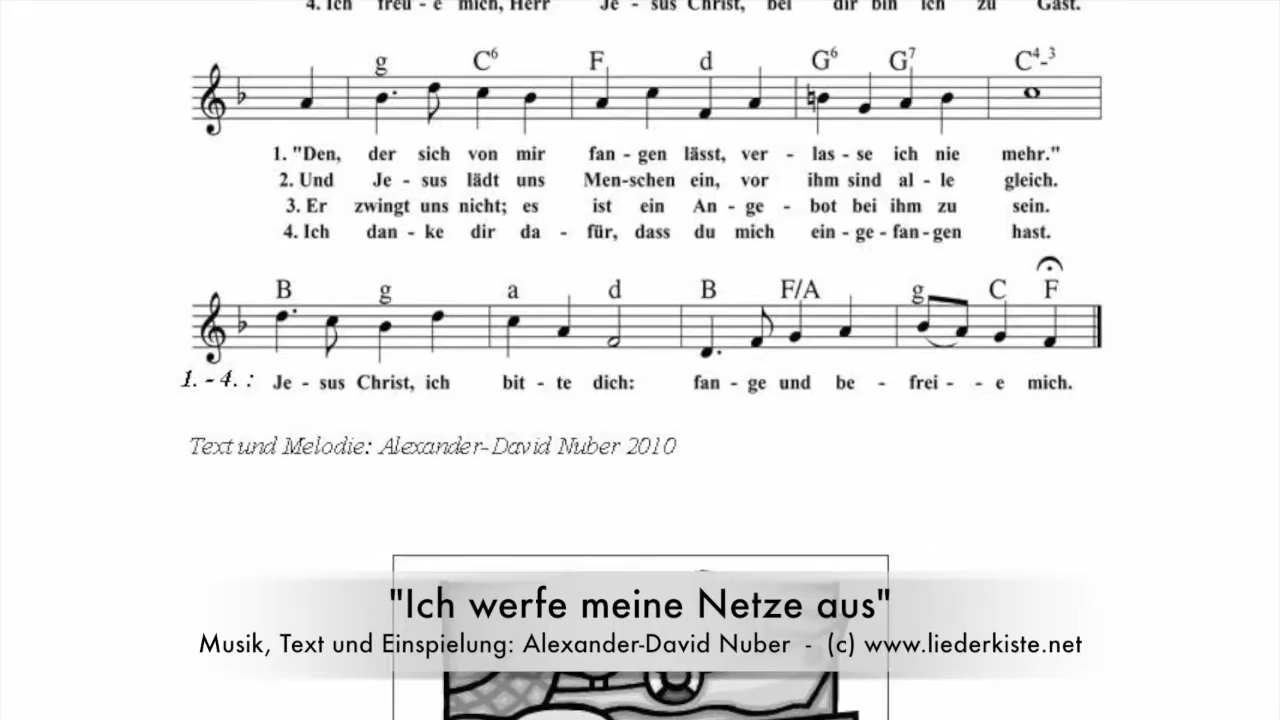 4. Ich freu - e mich, Herr Je - sus Christ, bei dir bin ich zu Gast.
g C6 F d G6 G7 C4-3
1. "Den, der sich von mir fan - gen lässt, ver - las - se ich nie mehr."
2. Und Je - sus lädt uns Men-schen ein, vor ihm sind al - le gleich.
3. Er zwingt uns nicht; es ist ein An - ge - bot bei ihm zu sein.
4. Ich dan - ke dir da - für, dass du mich ein - ge - fan - gen hast.
B g a d B F/A g C F
1. - 4. : Je - sus Christ, ich bit - te dich: fan - ge und be - frei - - e mich.
Text und Melodie: Alexander-David Nuber 2010
"Ich werfe meine Netze aus"
Musik, Text und Einspielung: Alexander-David Nuber - (c) www.liederkiste.net